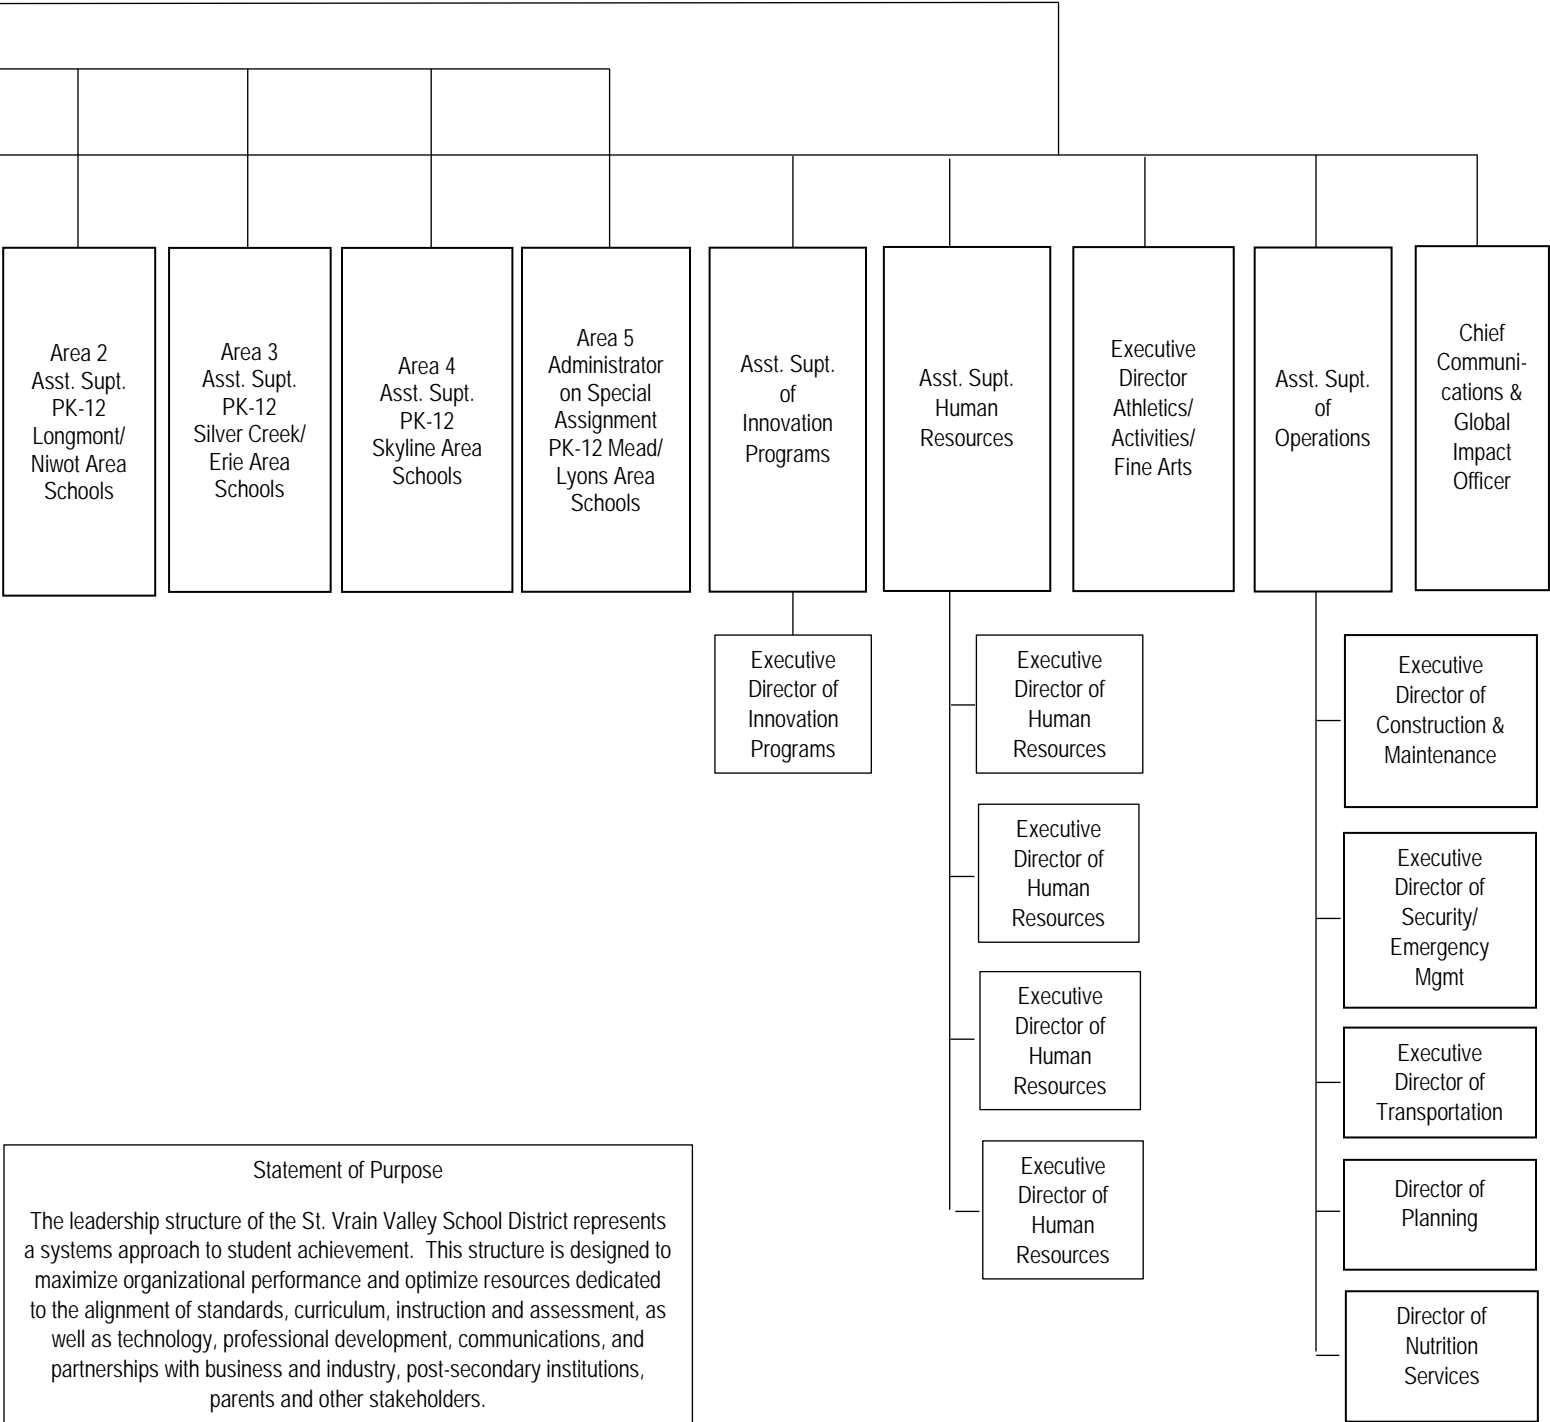 Area 2
Asst. Supt.
PK-12
Longmont/
Niwot Area
Schools
Area 3
Asst. Supt.
PK-12
Silver Creek/
Erie Area
Schools
Area 4
Asst. Supt.
PK-12
Skyline Area
Schools
Area 5
Administrator
on Special
Assignment
PK-12 Mead/
Lyons Area
Schools
Asst. Supt.
of
Innovation
Programs
Asst. Supt.
Human
Resources
Executive
Director
Athletics/
Activities/
Fine Arts
Asst. Supt.
of
Operations
Chief
Communi-
cations &
Global
Impact
Officer
Executive
Director of
Innovation
Programs
Executive
Director of
Human
Resources
Executive
Director of
Human
Resources
Executive
Director of
Human
Resources
Executive
Director of
Human
Resources
Executive
Director of
Construction &
Maintenance
Executive
Director of
Security/
Emergency
Mgmt
Executive
Director of
Transportation
Director of
Planning
Director of
Nutrition
Services
Statement of Purpose
The leadership structure of the St. Vrain Valley School District represents
a systems approach to student achievement.  This structure is designed to
maximize organizational performance and optimize resources dedicated
to the alignment of standards, curriculum, instruction and assessment, as
well as technology, professional development, communications, and
partnerships with business and industry, post-secondary institutions,
parents and other stakeholders.